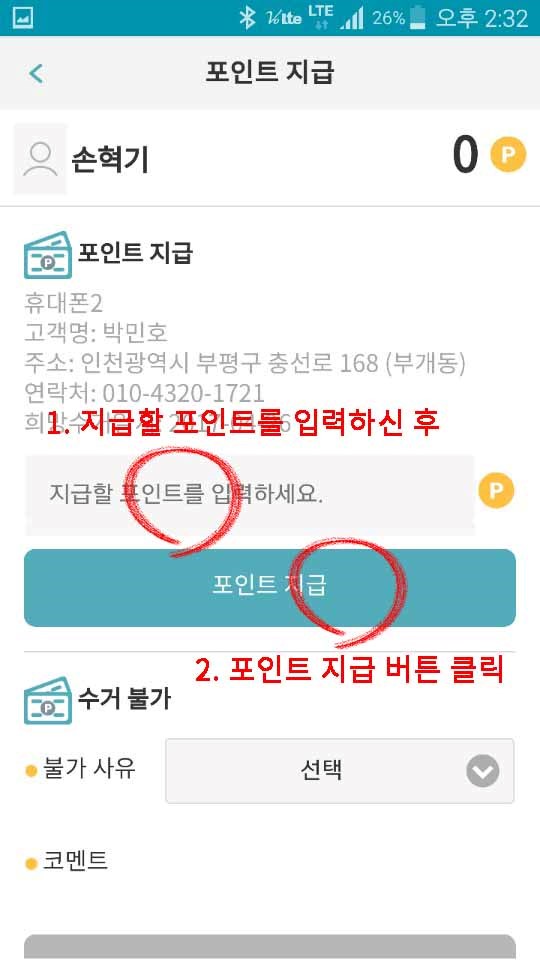 LTE 26% 오후 2:32
포인트 지급
손혁기 0 P
포인트 지급
휴대폰2
고객명: 박민호
주소: 인천광역시 부평구 충선로 168 (부개동)
연락처: 010-4320-1721
1. 지급할 포인트를 입력하신 후
지급할 포인트를 입력하세요. P
포인트 지급
2. 포인트 지급 버튼 클릭
수거 불가
불가 사유 선택
코멘트